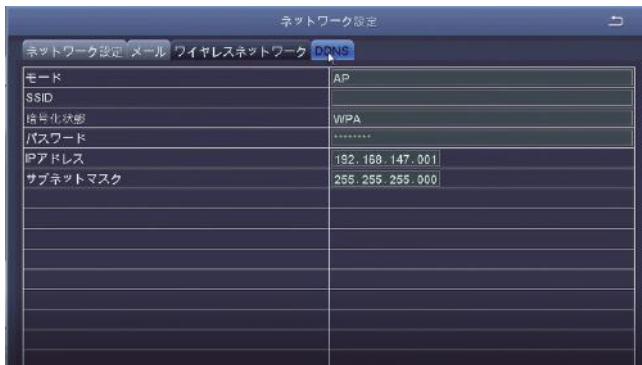 ネットワーク設定
ネットワーク設定 メール ワイヤレスネットワーク DDNS
モード AP
SSID
暗号化状態 WPA
パスワード ********
IPアドレス 192.168.147.001
サブネットマスク 255.255.255.000